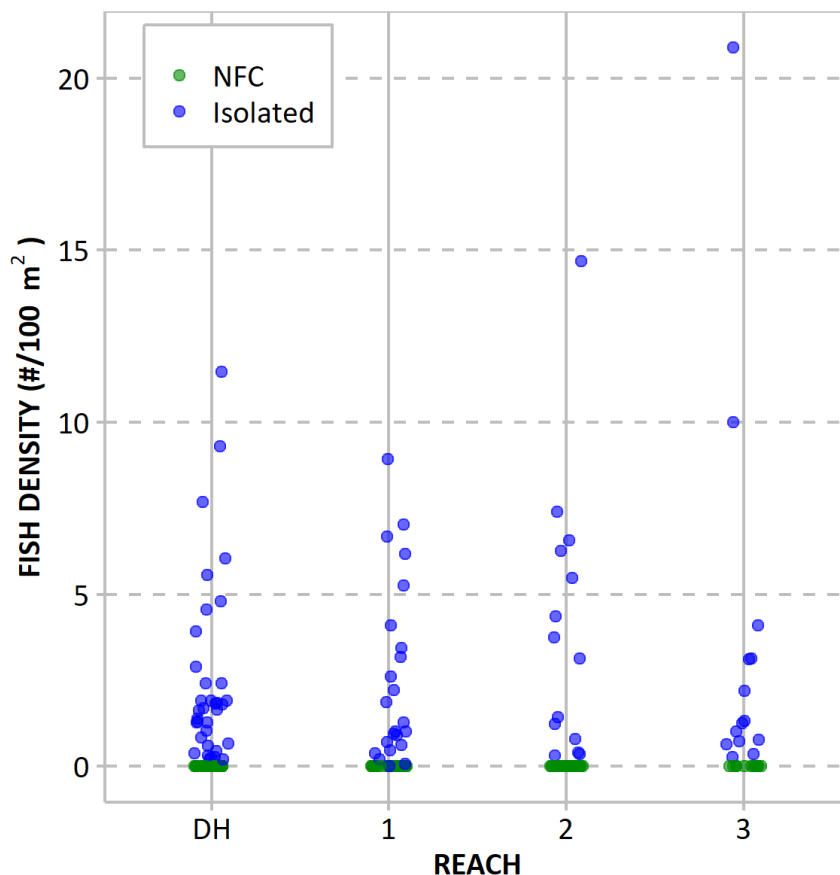 NFC
Isolated
20
15
10
5
0
FISH DENSITY (#/100 m²)
DH 1 2 3
REACH